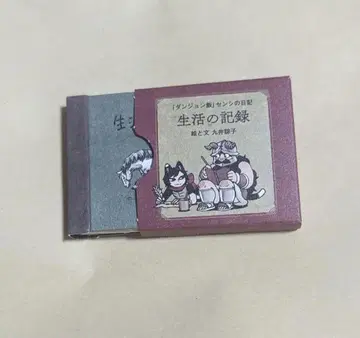 生
「ダンジョン飯」センシの日記
生活の記録
絵と文 九井諒子